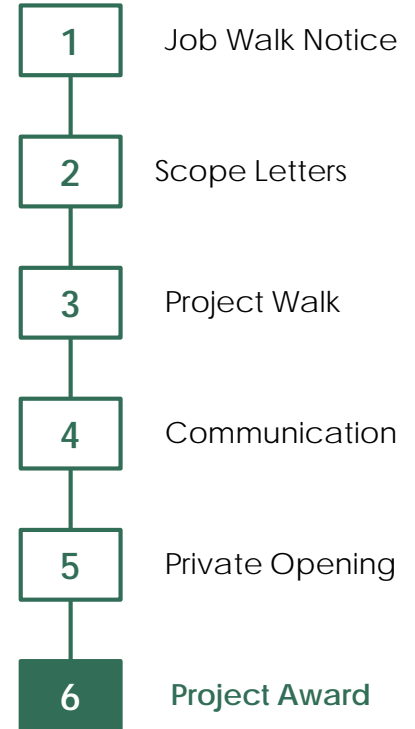 1 Job Walk Notice
2 Scope Letters
3 Project Walk
4 Communication
5 Private Opening
6 Project Award